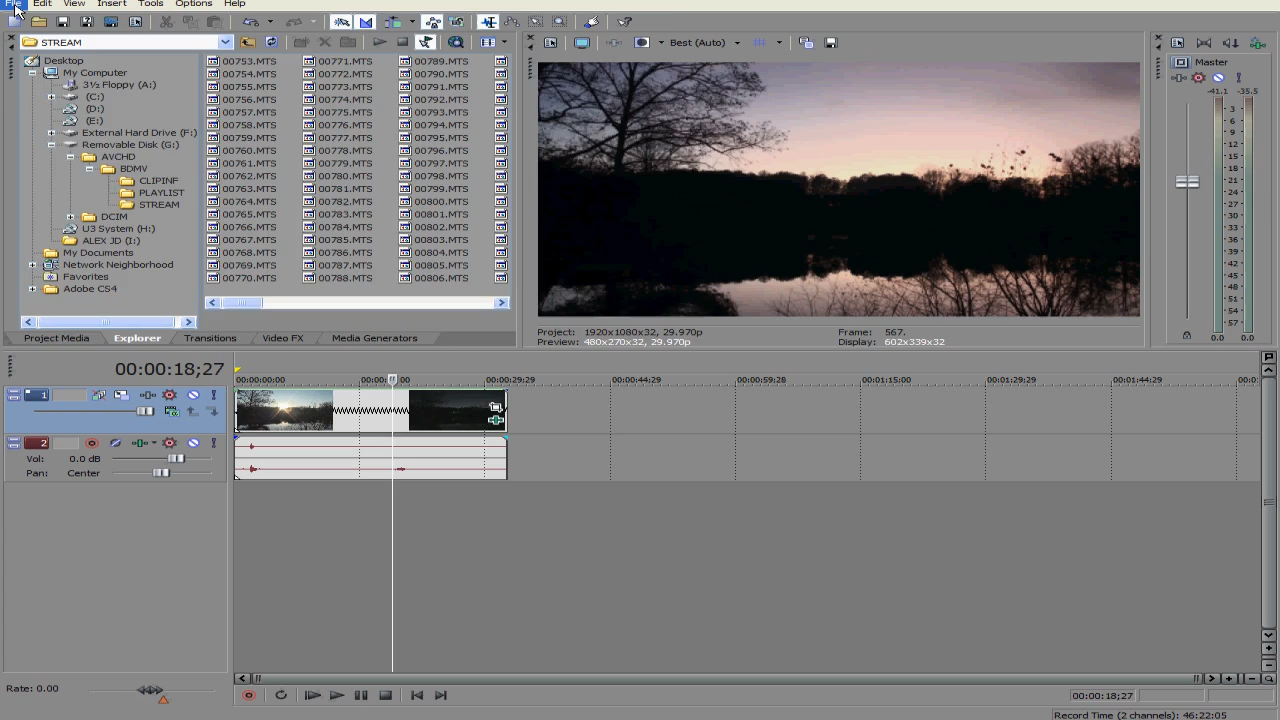 File Edit View Insert Tools Options Help
STREAM
Best (Auto)
Desktop
My Computer
3½ Floppy (A:)
(C:)
(D:)
(E:)
External Hard Drive (F:)
Removable Disk (G:)
AVCHD
BDMV
CLIPINF
PLAYLIST
STREAM
DCIM
U3 System (H:)
ALEX JD (I:)
My Documents
Network Neighborhood
Favorites
Adobe CS4
00753.MTS 00771.MTS 00789.MTS
00754.MTS 00772.MTS 00790.MTS
00755.MTS 00773.MTS 00791.MTS
00756.MTS 00774.MTS 00792.MTS
00757.MTS 00775.MTS 00793.MTS
00758.MTS 00776.MTS 00794.MTS
00759.MTS 00777.MTS 00795.MTS
00760.MTS 00778.MTS 00796.MTS
00761.MTS 00779.MTS 00797.MTS
00762.MTS 00780.MTS 00798.MTS
00763.MTS 00781.MTS 00799.MTS
00764.MTS 00782.MTS 00800.MTS
00765.MTS 00783.MTS 00801.MTS
00766.MTS 00784.MTS 00802.MTS
00767.MTS 00785.MTS 00803.MTS
00768.MTS 00786.MTS 00804.MTS
00769.MTS 00787.MTS 00805.MTS
00770.MTS 00788.MTS 00806.MTS
Project Media Explorer Transitions Video FX Media Generators
Project: 1920x1080x32, 29.970p Frame: 567.
Preview: 480x270x32, 29.970p Display: 602x339x32
Master
-41.1 -35.5
3
6
9
12
15
18
21
24
27
30
33
36
39
42
45
48
51
54
57
0.0 0.0
00:00:18;27
00:00:00;00 00:00: 00 00:00:29;29 00:00:44;29 00:00:59;28 00:01:15;00 00:01:29;29 00:01:44;29 00:0
1
2
Vol: 0.0 dB
Pan: Center
Rate: 0.00
00:00:18;27
Record Time (2 channels): 46:22:05